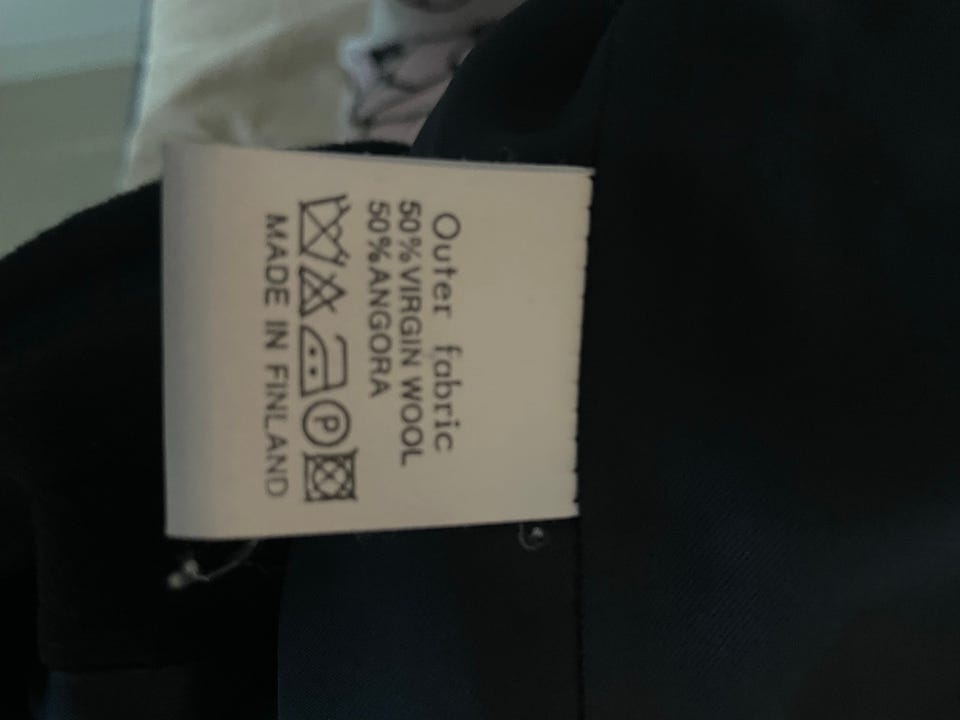 Outer fabric
50%VIRGIN WOOL
50%ANGORA
P
MADE IN FINLAND